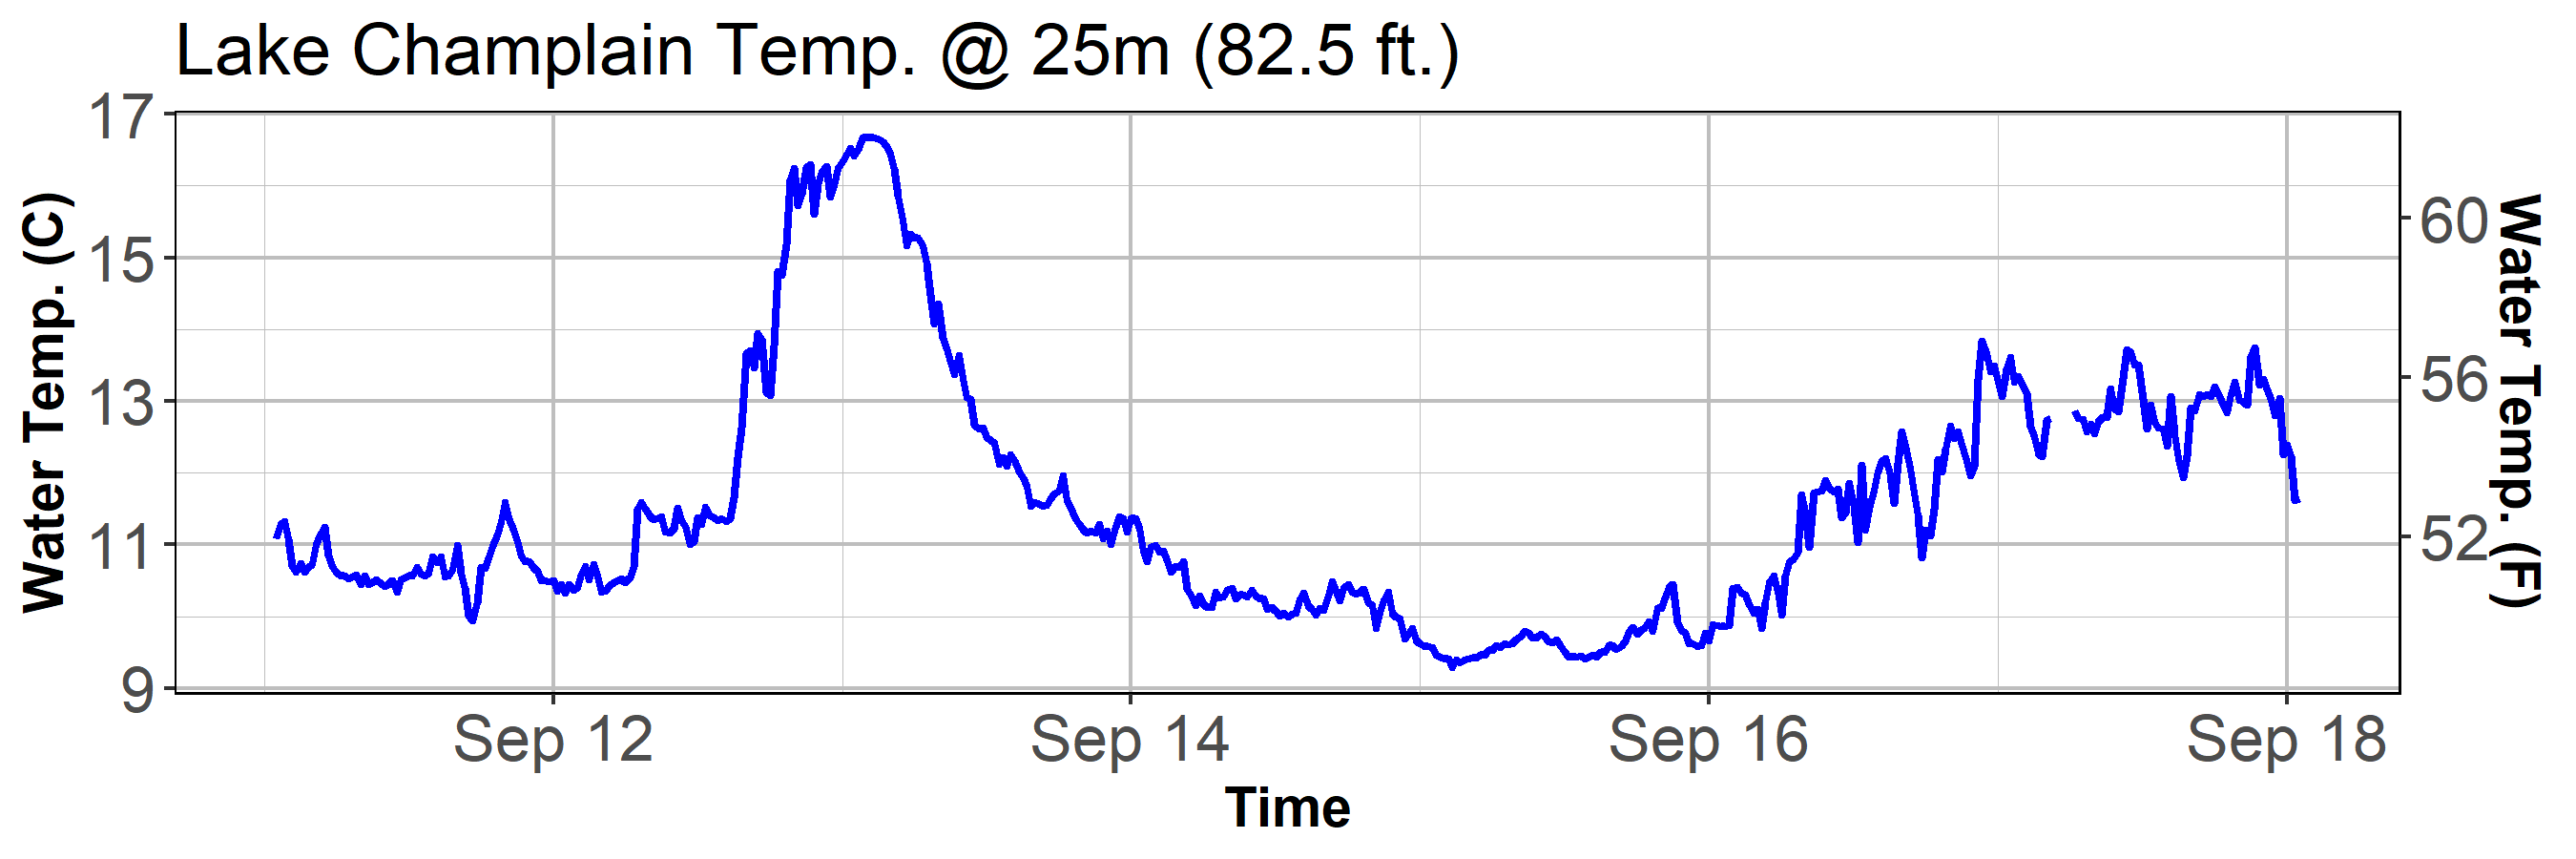 Lake Champlain Temp. @ 25m (82.5 ft.)
Water Temp. (C)
17
15
13
11
9
60
56
52
Water Temp. (F)
Sep 12
Sep 14
Sep 16
Sep 18
Time